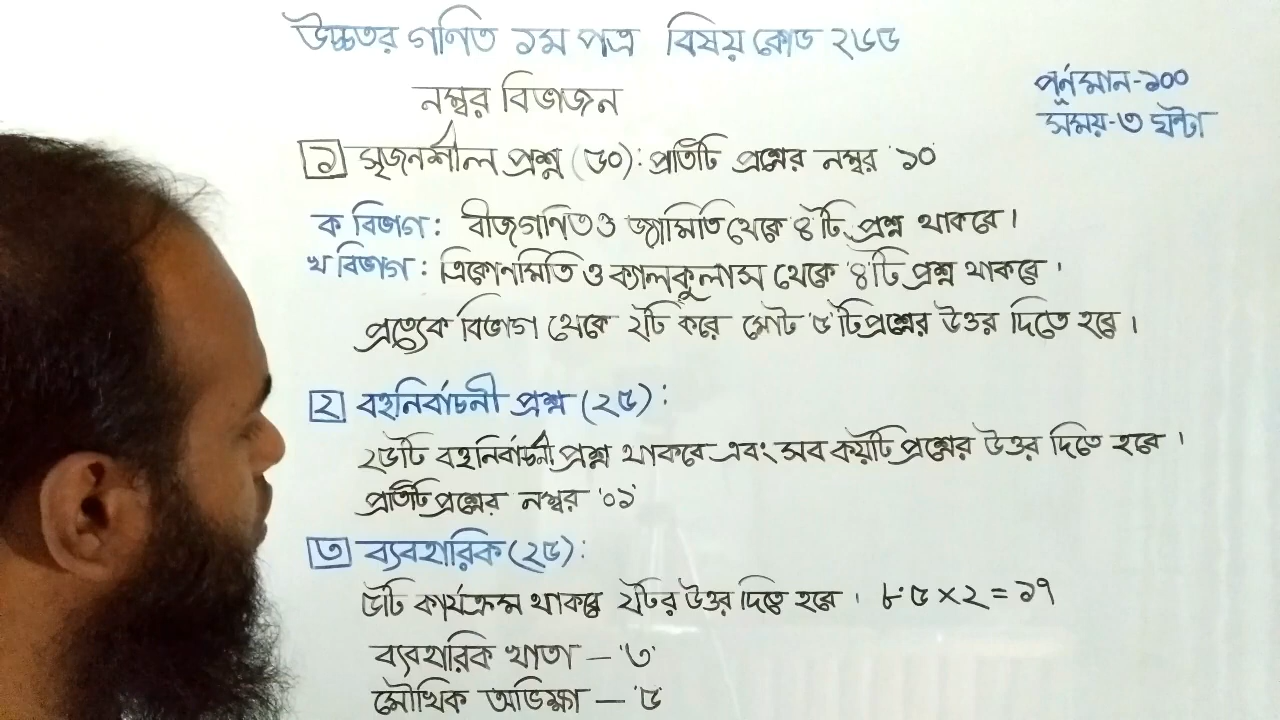 উচ্চতর গণিত ১ম পত্র বিষয় কোড ২৬৫
পূর্নমান-১০০
সময়-৩ ঘন্টা
নম্বর বিভাজন
১ সৃজনশীল প্রশ্ন (৫০): প্রতিটি প্রশ্নের নম্বর '১০'
ক বিভাগ: বীজগণিত ও জ্যামিতি থেকে ৪টি প্রশ্ন থাকবে।
খ বিভাগ: ত্রিকোনমিতি ও ক্যালকুলাস থেকে '৪'টি প্রশ্ন থাকবে।
প্রত্যেক বিভাগ থেকে ২টি করে মোট '৫'টি প্রশ্নের উত্তর দিতে হবে।
২ বহুনির্বাচনী প্রশ্ন (২৫):
২৫টি বহুনির্বাচনী প্রশ্ন থাকবে এবং সব কয়টি প্রশ্নের উত্তর দিতে হবে।
প্রতিটি প্রশ্নের নম্বর '০১'
৩ ব্যবহারিক (২৫):
৫টি কার্যক্রম থাকবে ২টির উত্তর দিতে হবে। ৮.৫ × ২ = ১৭
ব্যবহারিক খাতা – '৩'
মৌখিক অভিক্ষা – '৫